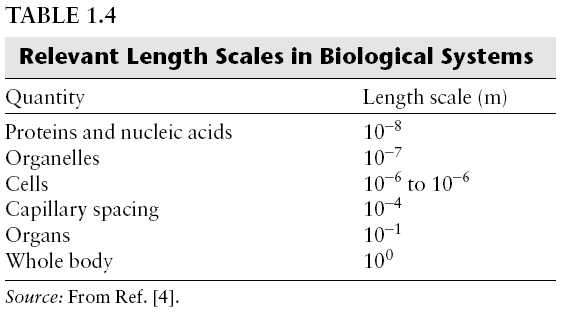 TABLE 1.4
Relevant Length Scales in Biological Systems
Quantity Length scale (m)
Proteins and nucleic acids 10⁻⁸
Organelles 10⁻⁷
Cells 10⁻⁶ to 10⁻⁶
Capillary spacing 10⁻⁴
Organs 10⁻¹
Whole body 10⁰
Source: From Ref. [4].